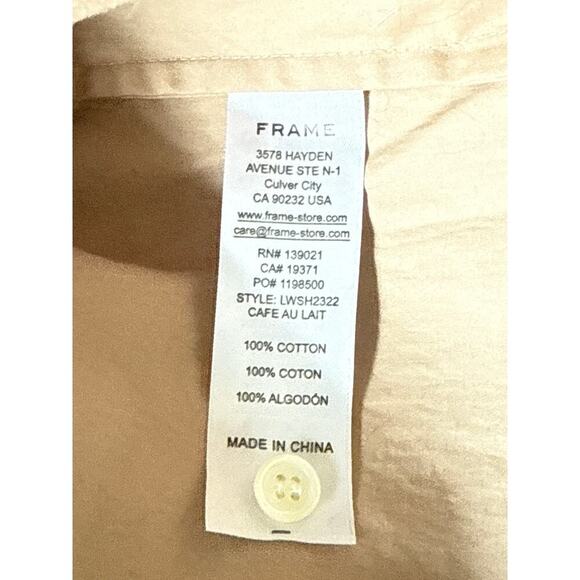 FRAME
3578 HAYDEN
AVENUE STE N-1
Culver City
CA 90232 USA
www.frame-store.com
care@frame-store.com
RN# 139021
CA# 19371
PO# 1198500
STYLE: LWSH2322
CAFE AU LAIT
100% COTTON
100% COTON
100% ALGODÓN
MADE IN CHINA